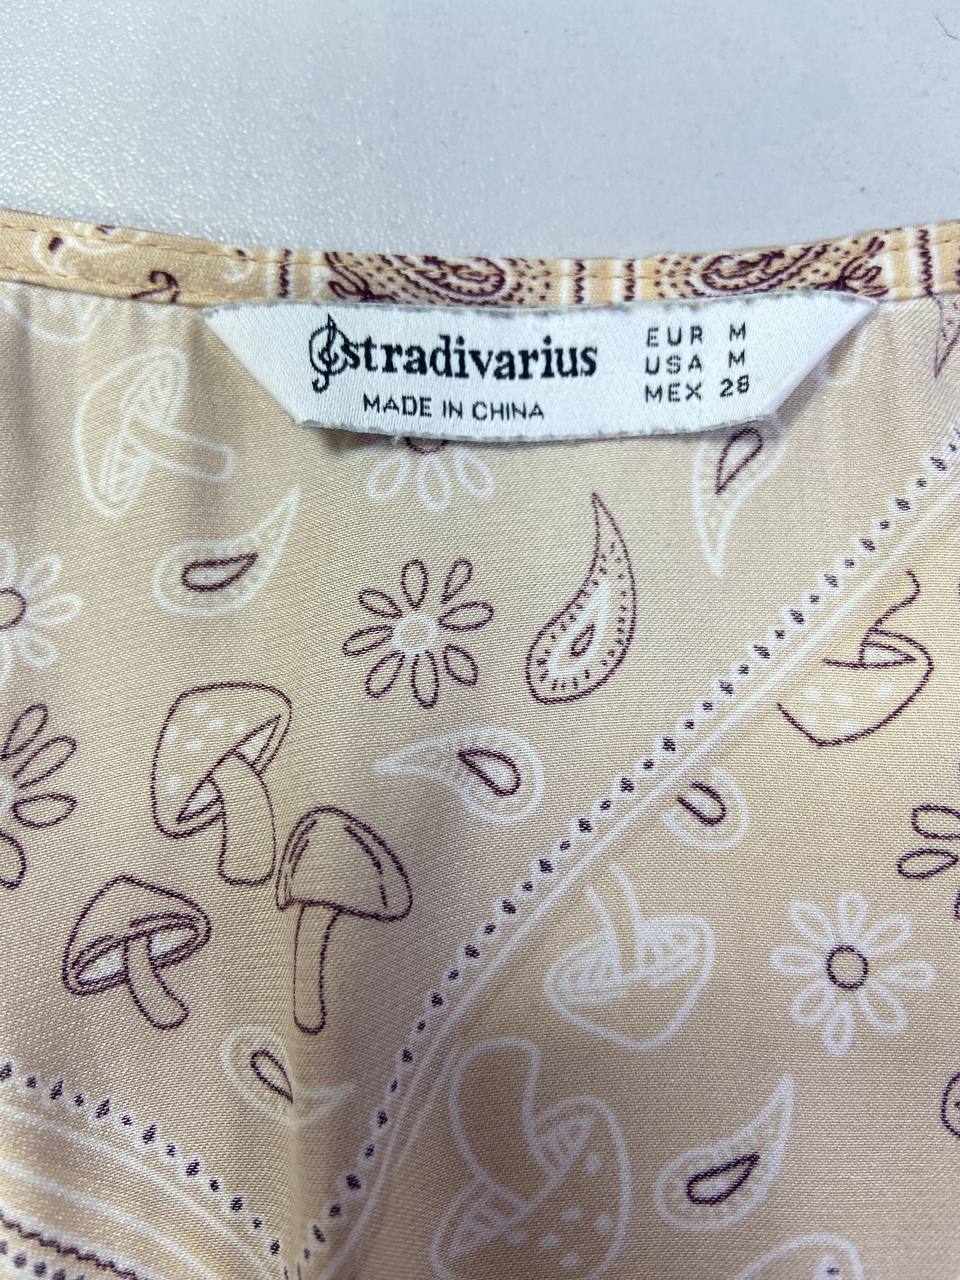 stradivarius
MADE IN CHINA
EUR M
USA M
MEX 28